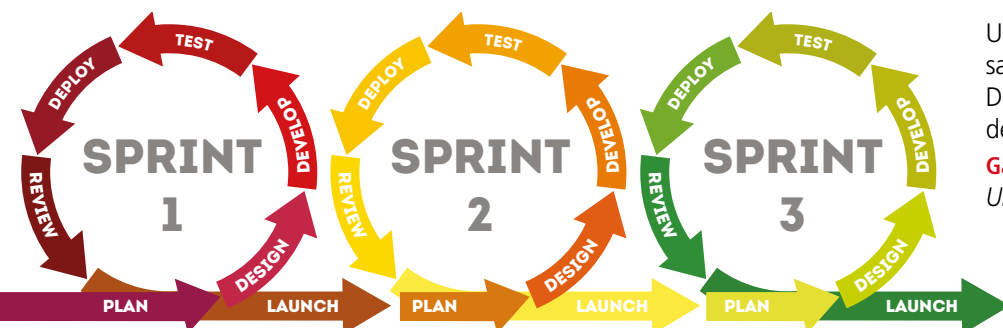 TEST
DEPLOY
DEVELOP
SPRINT
1
REVIEW
DESIGN
PLAN
LAUNCH
TEST
DEPLOY
DEVELOP
SPRINT
2
REVIEW
DESIGN
PLAN
LAUNCH
TEST
DEPLOY
DEVELOP
SPRINT
3
REVIEW
DESIGN
PLAN
LAUNCH